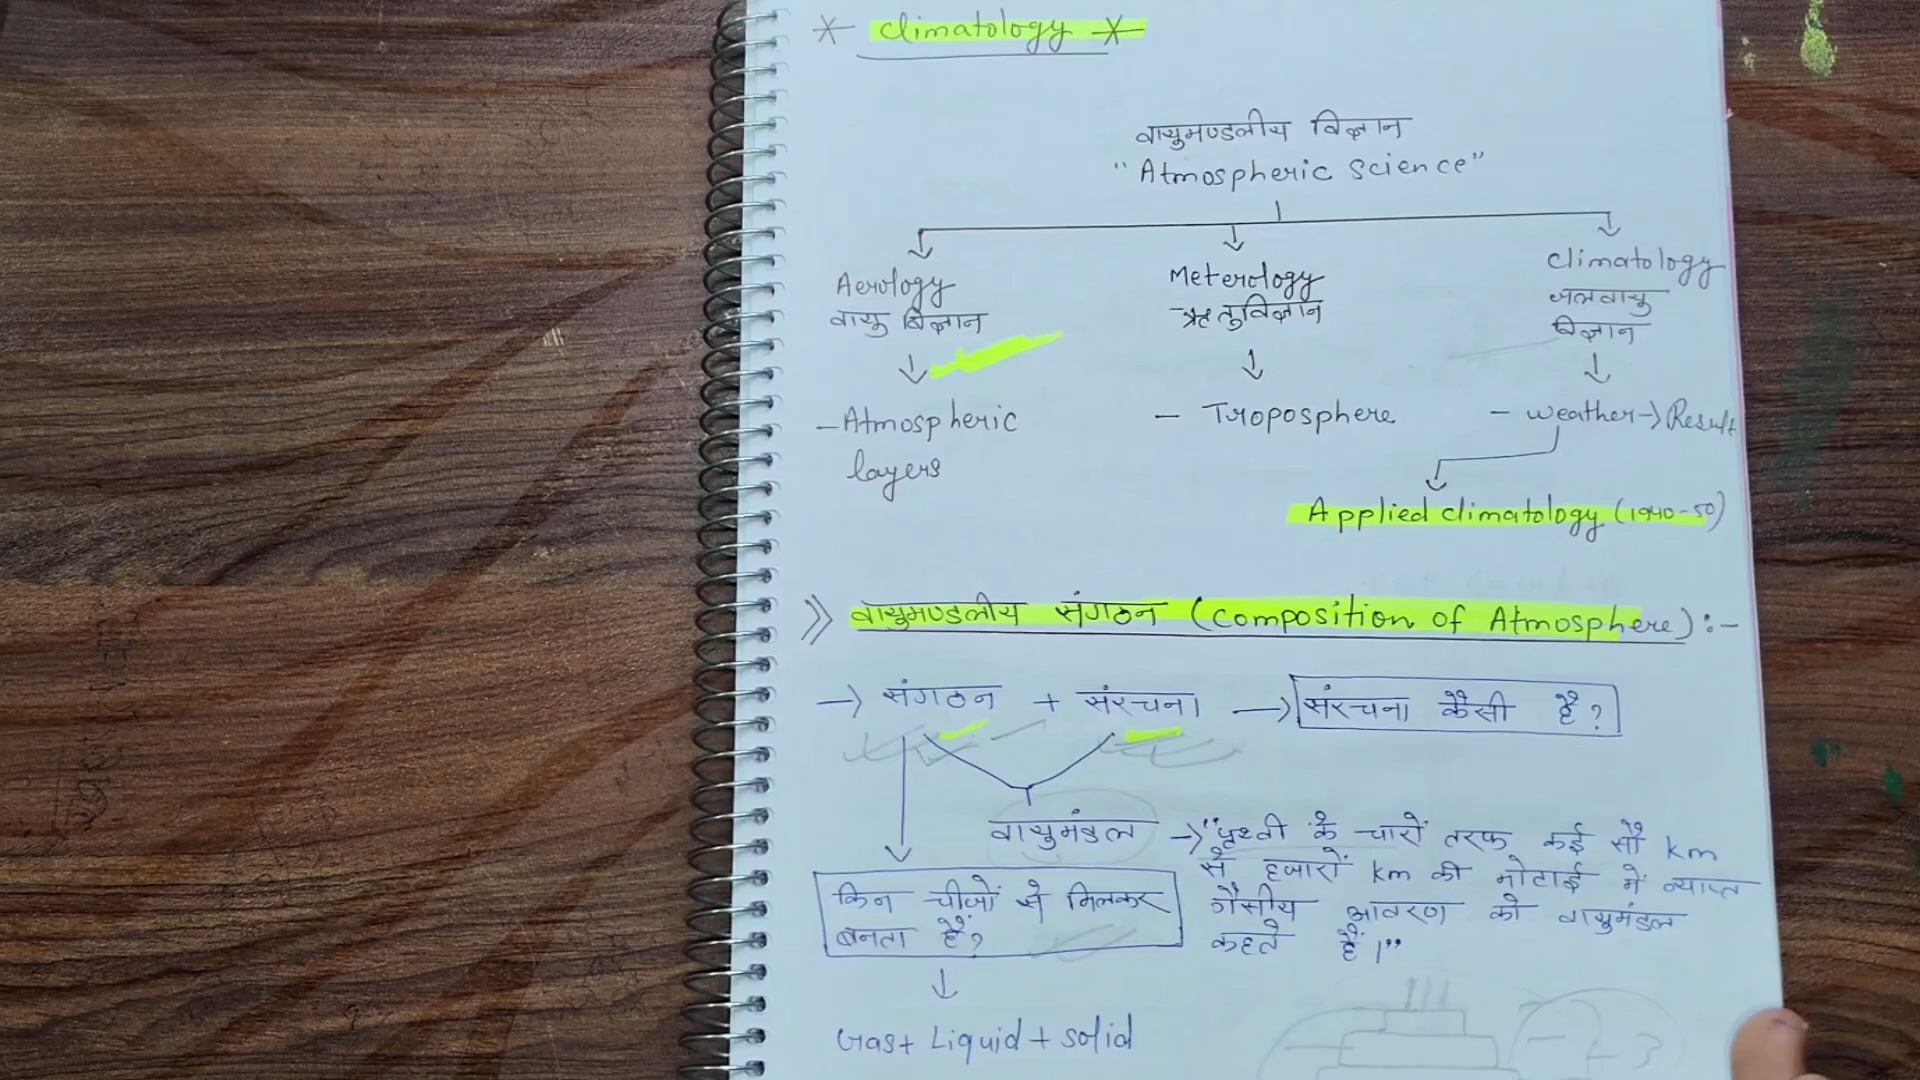 * climatology *
वायुमण्डलीय विज्ञान
"Atmospheric science"
Aerology
वायु विज्ञान
Meterology
ऋतुविज्ञान
climatology
जलवायु
विज्ञान
- Atmospheric
layers
- Troposphere
- weather → Result
Applied climatology (1940-50)
» वायुमण्डलीय संगठन (composition of Atmosphere) :-
→ संगठन + संरचना → संरचना कैसी है?
वायुमंडल → "पृथ्वी के चारों तरफ कई सौ km
से हजारों km की मोटाई में व्याप्त
गैसीय आवरण को वायुमंडल
कहते हैं।"
किन चीजों से मिलकर
बनता है?
Gas + Liquid + solid